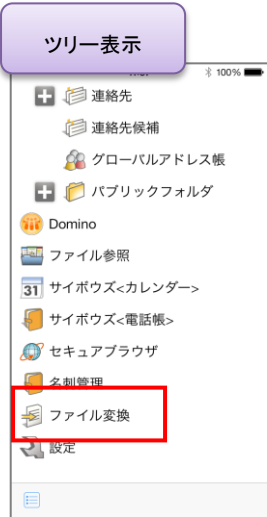 ツリー表示
100%
連絡先
連絡先候補
グローバルアドレス帳
パブリックフォルダ
Domino
ファイル参照
31 サイボウズ<カレンダー>
サイボウズ<電話帳>
セキュアブラウザ
名刺管理
ファイル変換
設定